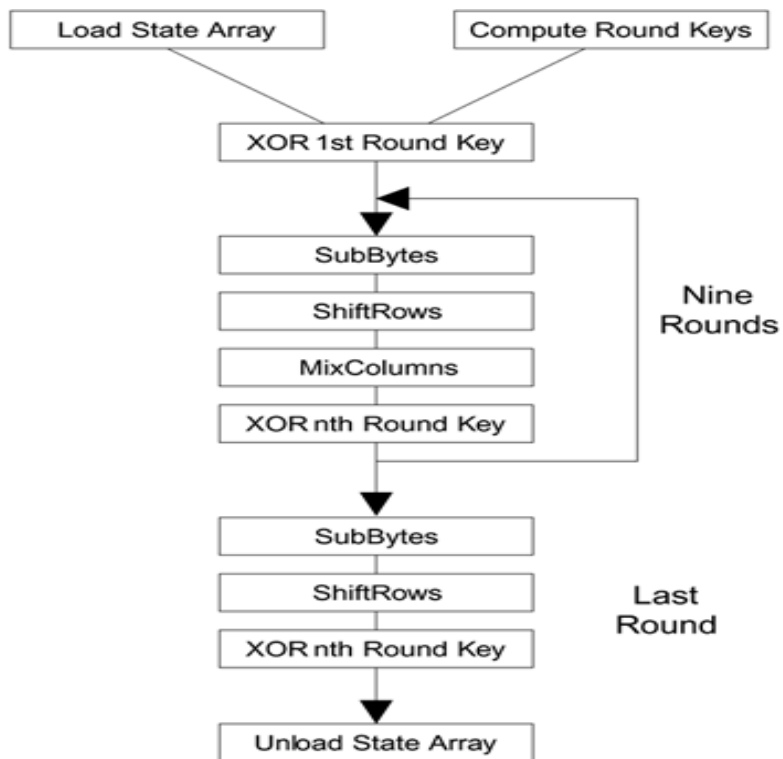 Load State Array
Compute Round Keys
XOR 1st Round Key
SubBytes
ShiftRows
MixColumns
XOR nth Round Key
Nine
Rounds
SubBytes
ShiftRows
XOR nth Round Key
Last
Round
Unload State Array